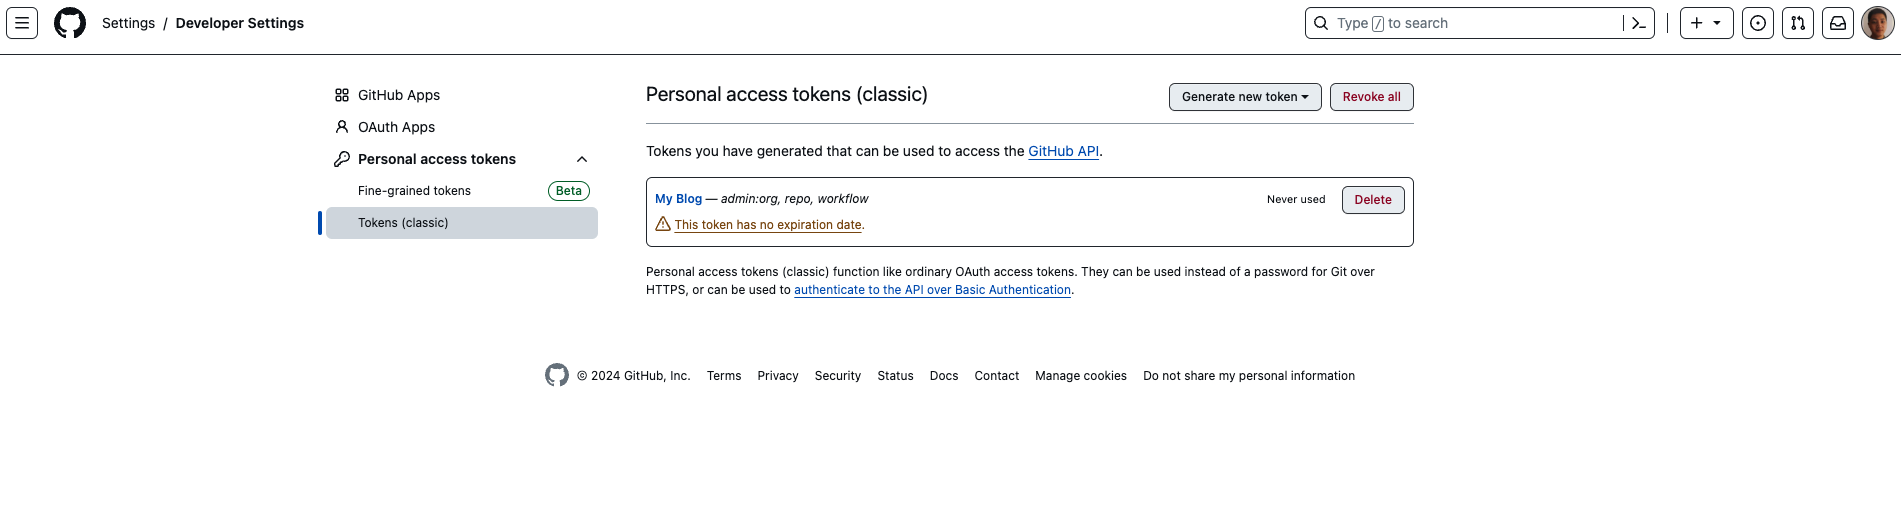 Settings / Developer Settings
Type / to search
GitHub Apps
OAuth Apps
Personal access tokens
Fine-grained tokens Beta
Tokens (classic)
Personal access tokens (classic)
Generate new token
Revoke all
Tokens you have generated that can be used to access the GitHub API.
My Blog — admin:org, repo, workflow
Never used
Delete
This token has no expiration date.
Personal access tokens (classic) function like ordinary OAuth access tokens. They can be used instead of a password for Git over
HTTPS, or can be used to authenticate to the API over Basic Authentication.
© 2024 GitHub, Inc. Terms Privacy Security Status Docs Contact Manage cookies Do not share my personal information